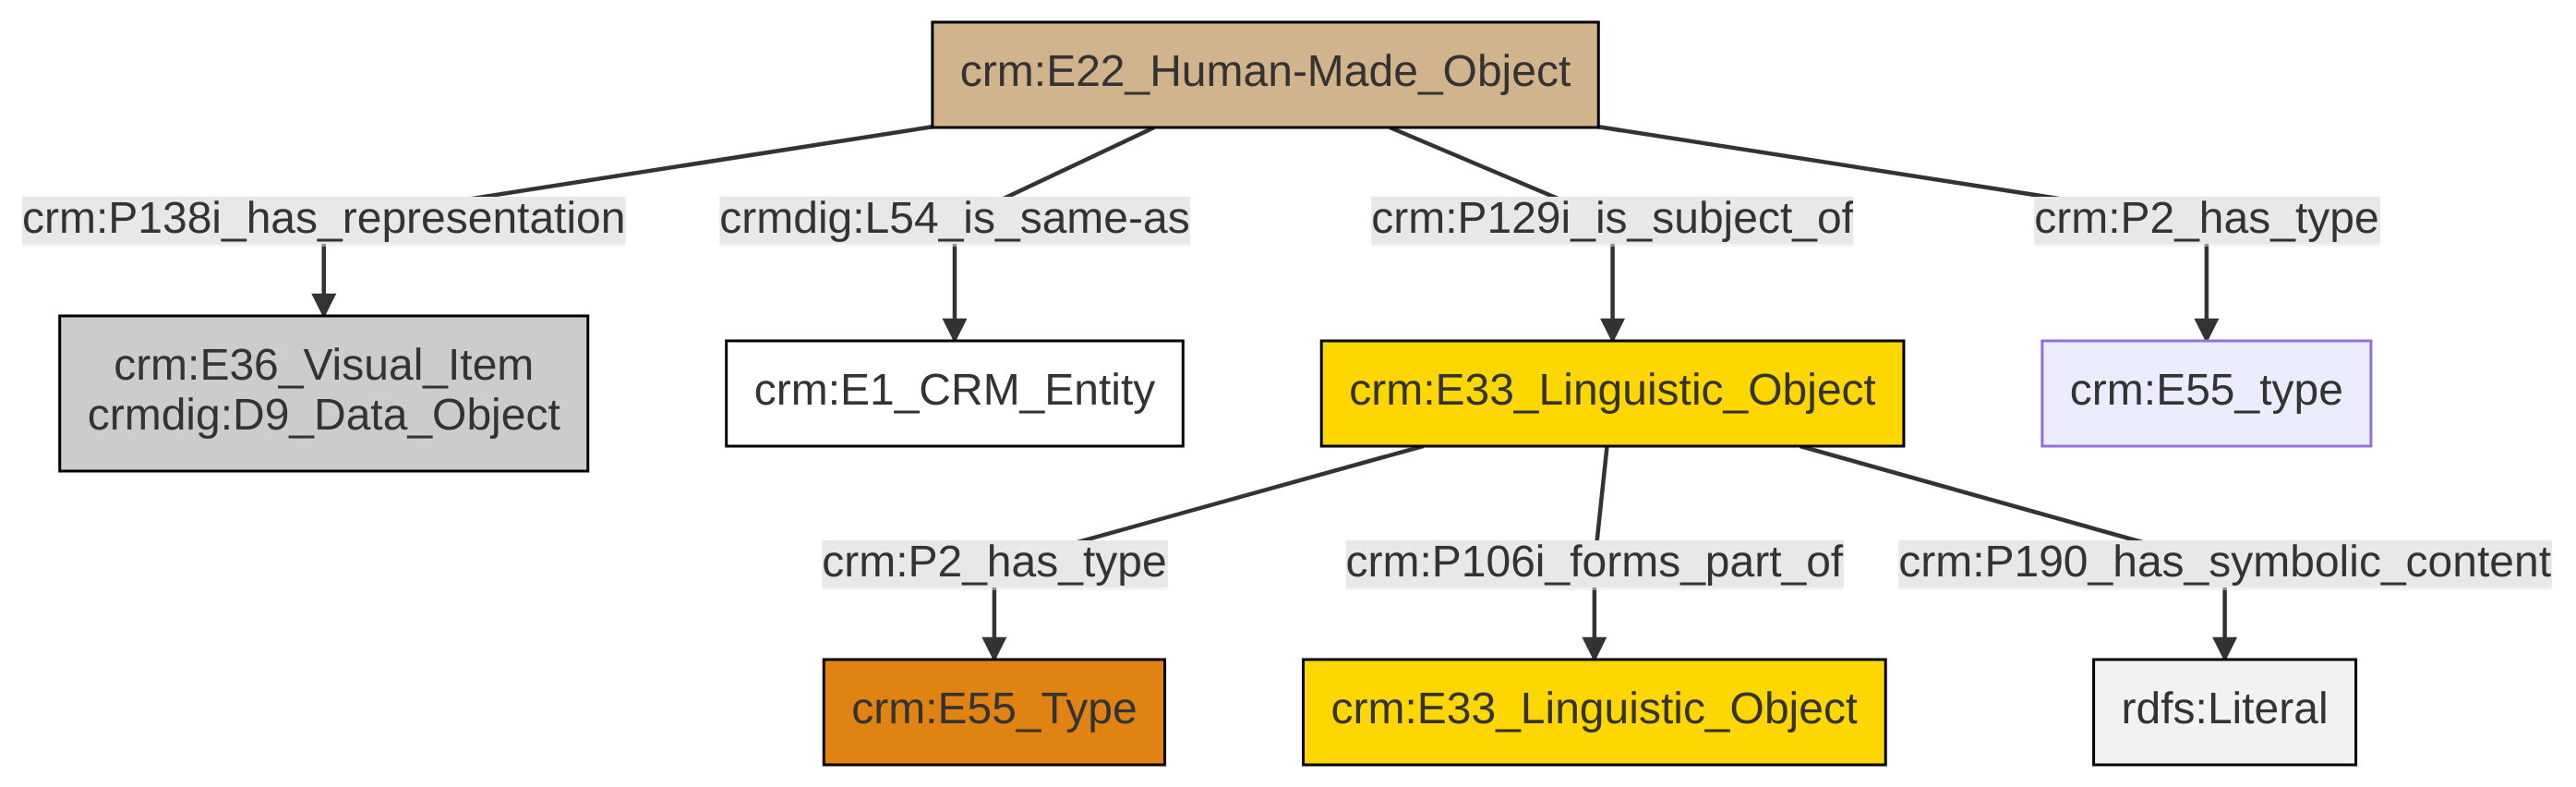 crm:E22_Human-Made_Object
crm:P138i_has_representation
crmdig:L54_is_same-as
crm:P129i_is_subject_of
crm:P2_has_type
crm:E36_Visual_Item
crmdig:D9_Data_Object
crm:E1_CRM_Entity
crm:E33_Linguistic_Object
crm:E55_type
crm:P2_has_type
crm:P106i_forms_part_of
crm:P190_has_symbolic_content
crm:E55_Type
crm:E33_Linguistic_Object
rdfs:Literal